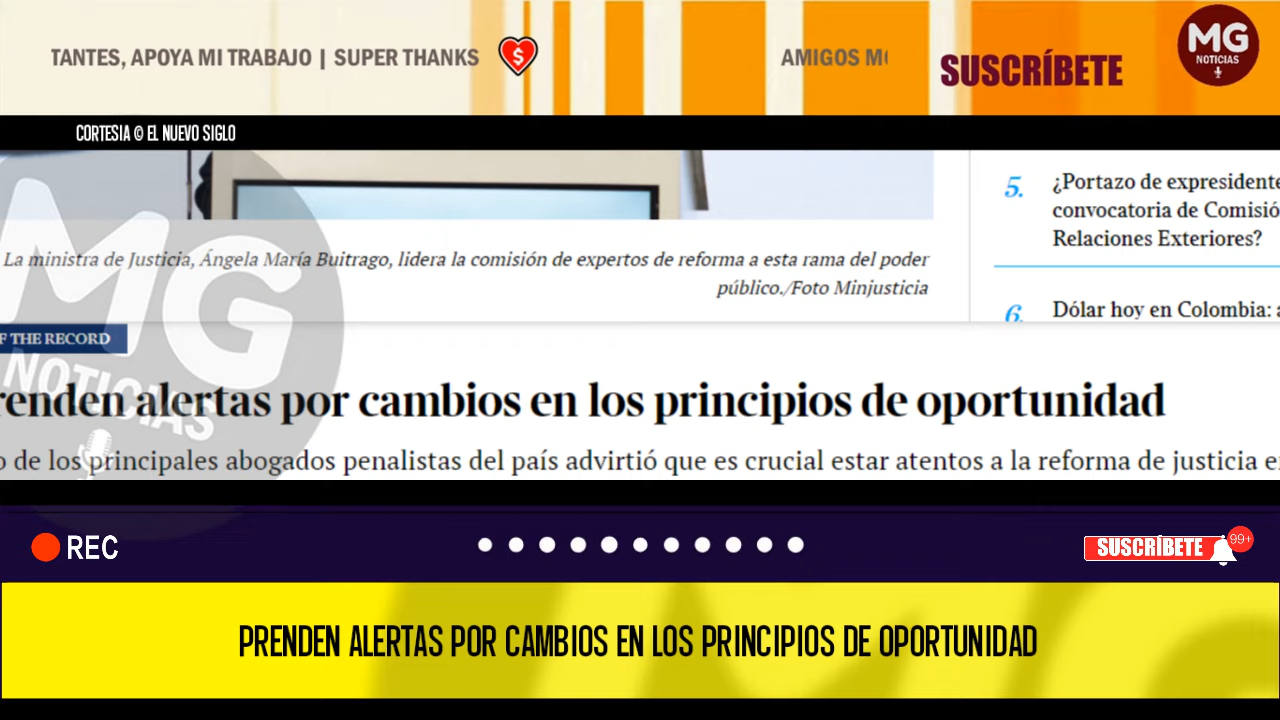 TANTES, APOYA MI TRABAJO | SUPER THANKS
AMIGOS M
SUSCRÍBETE
MG
NOTICIAS
CORTESIA © EL NUEVO SIGLO
La ministra de Justicia, Ángela María Buitrago, lidera la comisión de expertos de reforma a esta rama del poder
público./Foto Minjusticia
5. ¿Portazo de expresidente
convocatoria de Comisió
Relaciones Exteriores?
6. Dólar hoy en Colombia: a
MG
NOTICIAS
F THE RECORD
renden alertas por cambios en los principios de oportunidad
o de los principales abogados penalistas del país advirtió que es crucial estar atentos a la reforma de justicia e
REC
SUSCRÍBETE
99+
PRENDEN ALERTAS POR CAMBIOS EN LOS PRINCIPIOS DE OPORTUNIDAD